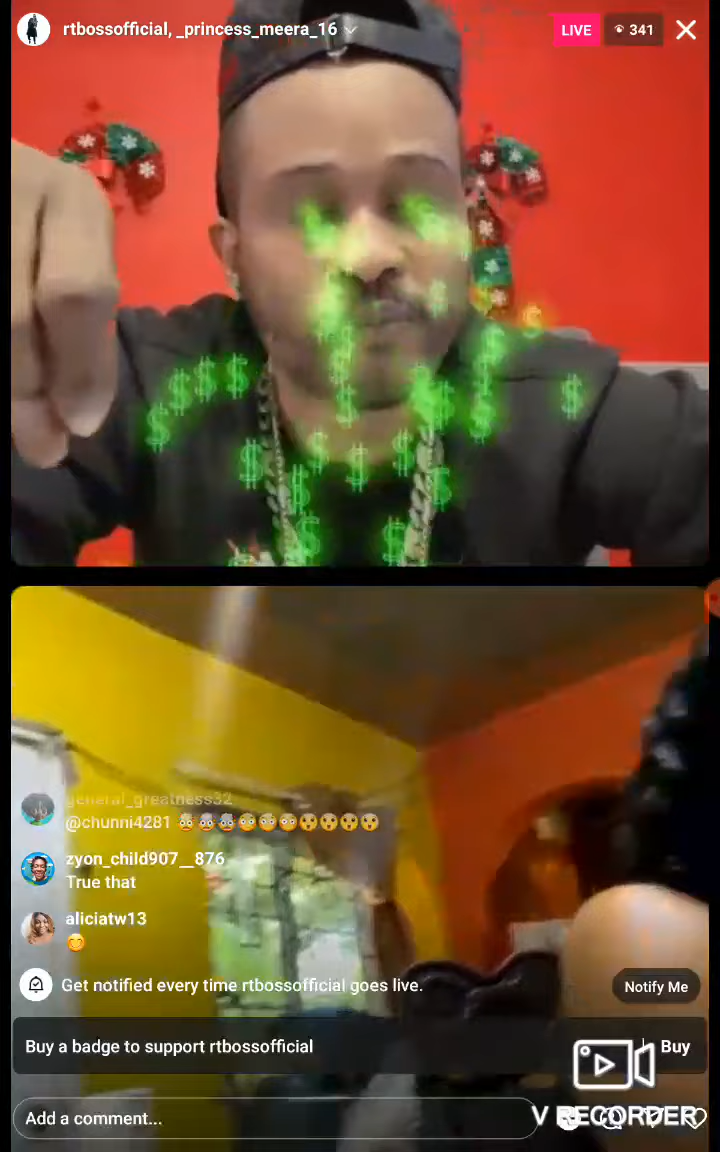 rtbossofficial, _princess_meera_16
LIVE
341
general_greatness32
@chunni4281 
zyon_child907__876
True that
aliciatw13
Get notified every time rtbossofficial goes live.
Notify Me
Buy a badge to support rtbossofficial
Buy
Add a comment...
V RECORDER